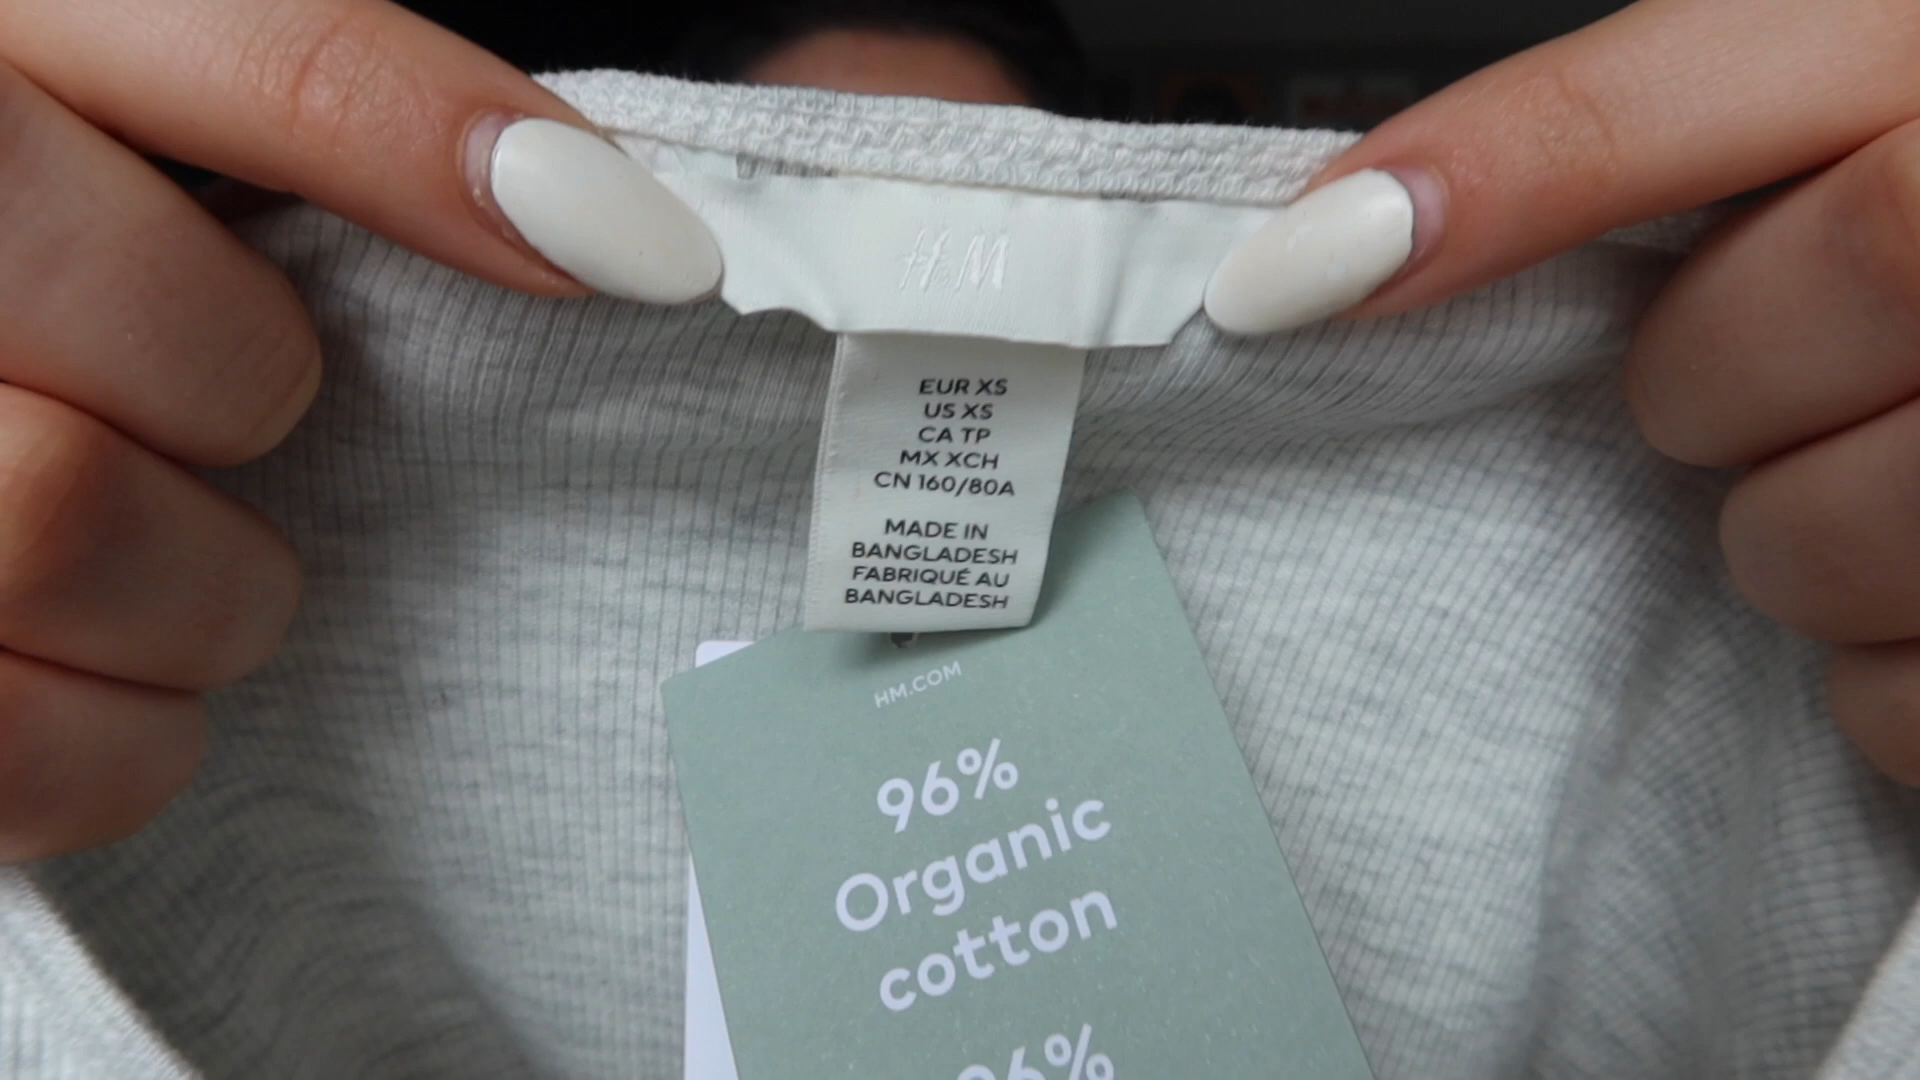 H&M
EUR XS
US XS
CA TP
MX XCH
CN 160/80A
MADE IN
BANGLADESH
FABRIQUÉ AU
BANGLADESH
HM.COM
96%
Organic
cotton
96%